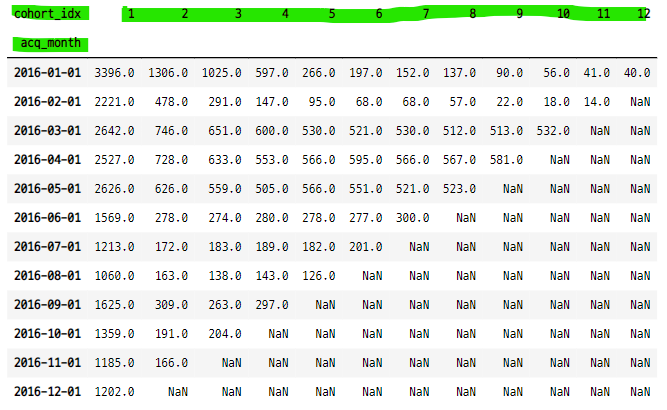 cohort_idx 1 2 3 4 5 6 7 8 9 10 11 12
acq_month
2016-01-01 3396.0 1306.0 1025.0 597.0 266.0 197.0 152.0 137.0 90.0 56.0 41.0 40.0
2016-02-01 2221.0 478.0 291.0 147.0 95.0 68.0 68.0 57.0 22.0 18.0 14.0 NaN
2016-03-01 2642.0 746.0 651.0 600.0 530.0 521.0 530.0 512.0 513.0 532.0 NaN NaN
2016-04-01 2527.0 728.0 633.0 553.0 566.0 595.0 566.0 567.0 581.0 NaN NaN NaN
2016-05-01 2626.0 626.0 559.0 505.0 566.0 551.0 521.0 523.0 NaN NaN NaN NaN
2016-06-01 1569.0 278.0 274.0 280.0 278.0 277.0 300.0 NaN NaN NaN NaN NaN
2016-07-01 1213.0 172.0 183.0 189.0 182.0 201.0 NaN NaN NaN NaN NaN NaN
2016-08-01 1060.0 163.0 138.0 143.0 126.0 NaN NaN NaN NaN NaN NaN NaN
2016-09-01 1625.0 309.0 263.0 297.0 NaN NaN NaN NaN NaN NaN NaN NaN
2016-10-01 1359.0 191.0 204.0 NaN NaN NaN NaN NaN NaN NaN NaN NaN
2016-11-01 1185.0 166.0 NaN NaN NaN NaN NaN NaN NaN NaN NaN NaN
2016-12-01 1202.0 NaN NaN NaN NaN NaN NaN NaN NaN NaN NaN NaN